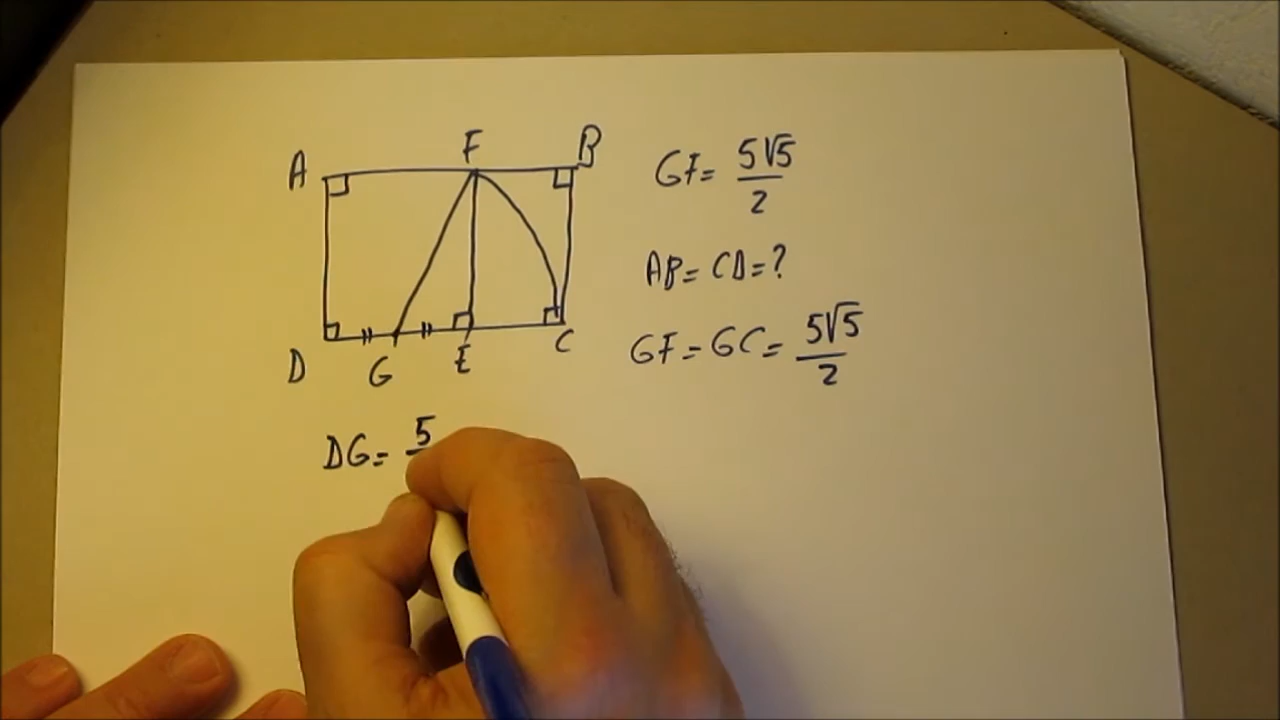 A F B
D G E C
GF = 5√5/2
AB = CD = ?
GF = GC = 5√5/2
DG = 5